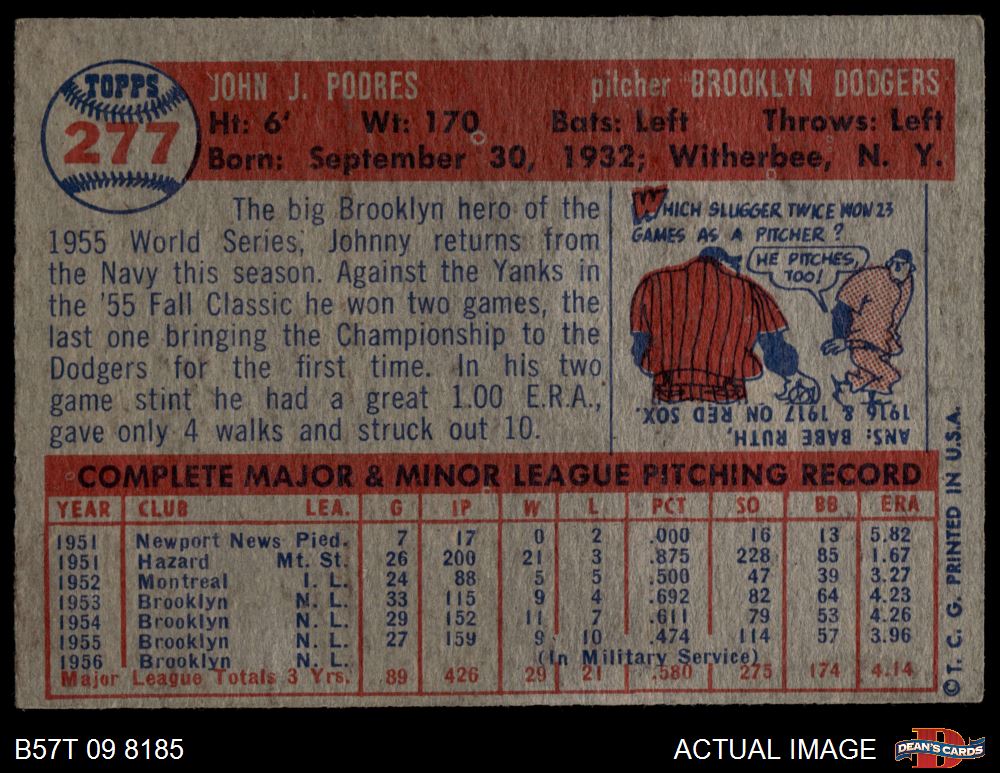 TOPPS
277
JOHN J. PODRES pitcher BROOKLYN DODGERS
Ht: 6' Wt: 170 Bats: Left Throws: Left
Born: September 30, 1932; Witherbee, N. Y.
The big Brooklyn hero of the
1955 World Series, Johnny returns from
the Navy this season. Against the Yanks in
the '55 Fall Classic he won two games, the
last one bringing the Championship to the
Dodgers for the first time. In his two
game stint he had a great 1.00 E.R.A.,
gave only 4 walks and struck out 10.
WHICH SLUGGER TWICE WON 23
GAMES AS A PITCHER?
HE PITCHES,
TOO!
ANS: BABE RUTH,
1916 & 1917 ON RED SOX.
COMPLETE MAJOR & MINOR LEAGUE PITCHING RECORD
YEAR CLUB LEA. G IP W L PCT SO BB ERA
1951 Newport News Pied. 7 17 0 2 .000 16 13 5.82
1951 Hazard Mt. St. 26 200 21 3 .875 228 85 1.67
1952 Montreal I. L. 24 88 5 5 .500 47 39 3.27
1953 Brooklyn N. L. 33 115 9 4 .692 82 64 4.23
1954 Brooklyn N. L. 29 152 11 7 .611 79 53 4.26
1955 Brooklyn N. L. 27 159 9 10 .474 114 57 3.96
1956 Brooklyn N. L. (In Military Service)
Major League Totals 3 Yrs. 89 426 29 21 .580 275 174 4.14
© T. C. G. PRINTED IN U.S.A.
B57T 09 8185
ACTUAL IMAGE
DEAN'S CARDS